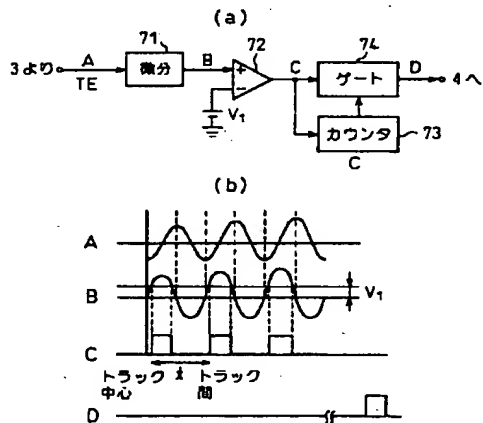 (a)
71
72
74
3より
A
TE
微分
B
+
-
V₁
C
ゲート
D
4へ
カウンタ
73
C
(b)
A
B
V₁
C
トラック中心
トラック間
D